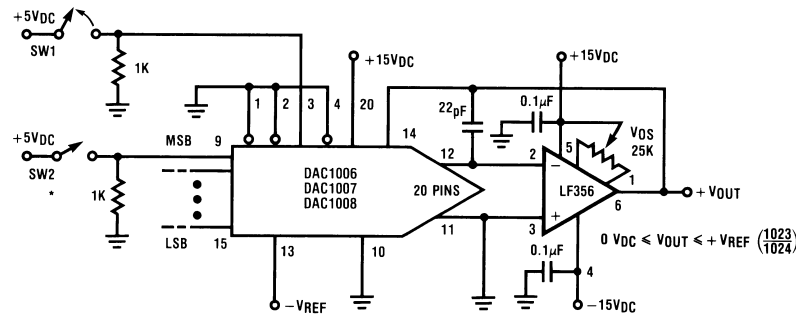 +5VDC
SW1
1K
+15VDC
+15VDC
0.1μF
22pF
VOS
25K
1 2 3 4 20
14
5
+5VDC
MSB 9
SW2
*
1K
DAC1006
DAC1007
DAC1008
20 PINS
12
2
−
LF356
1
6
+VOUT
+
3
11
LSB 15
13
10
0.1μF
4
0 VDC ≤ VOUT ≤ +VREF (1023/1024)
−VREF
−15VDC